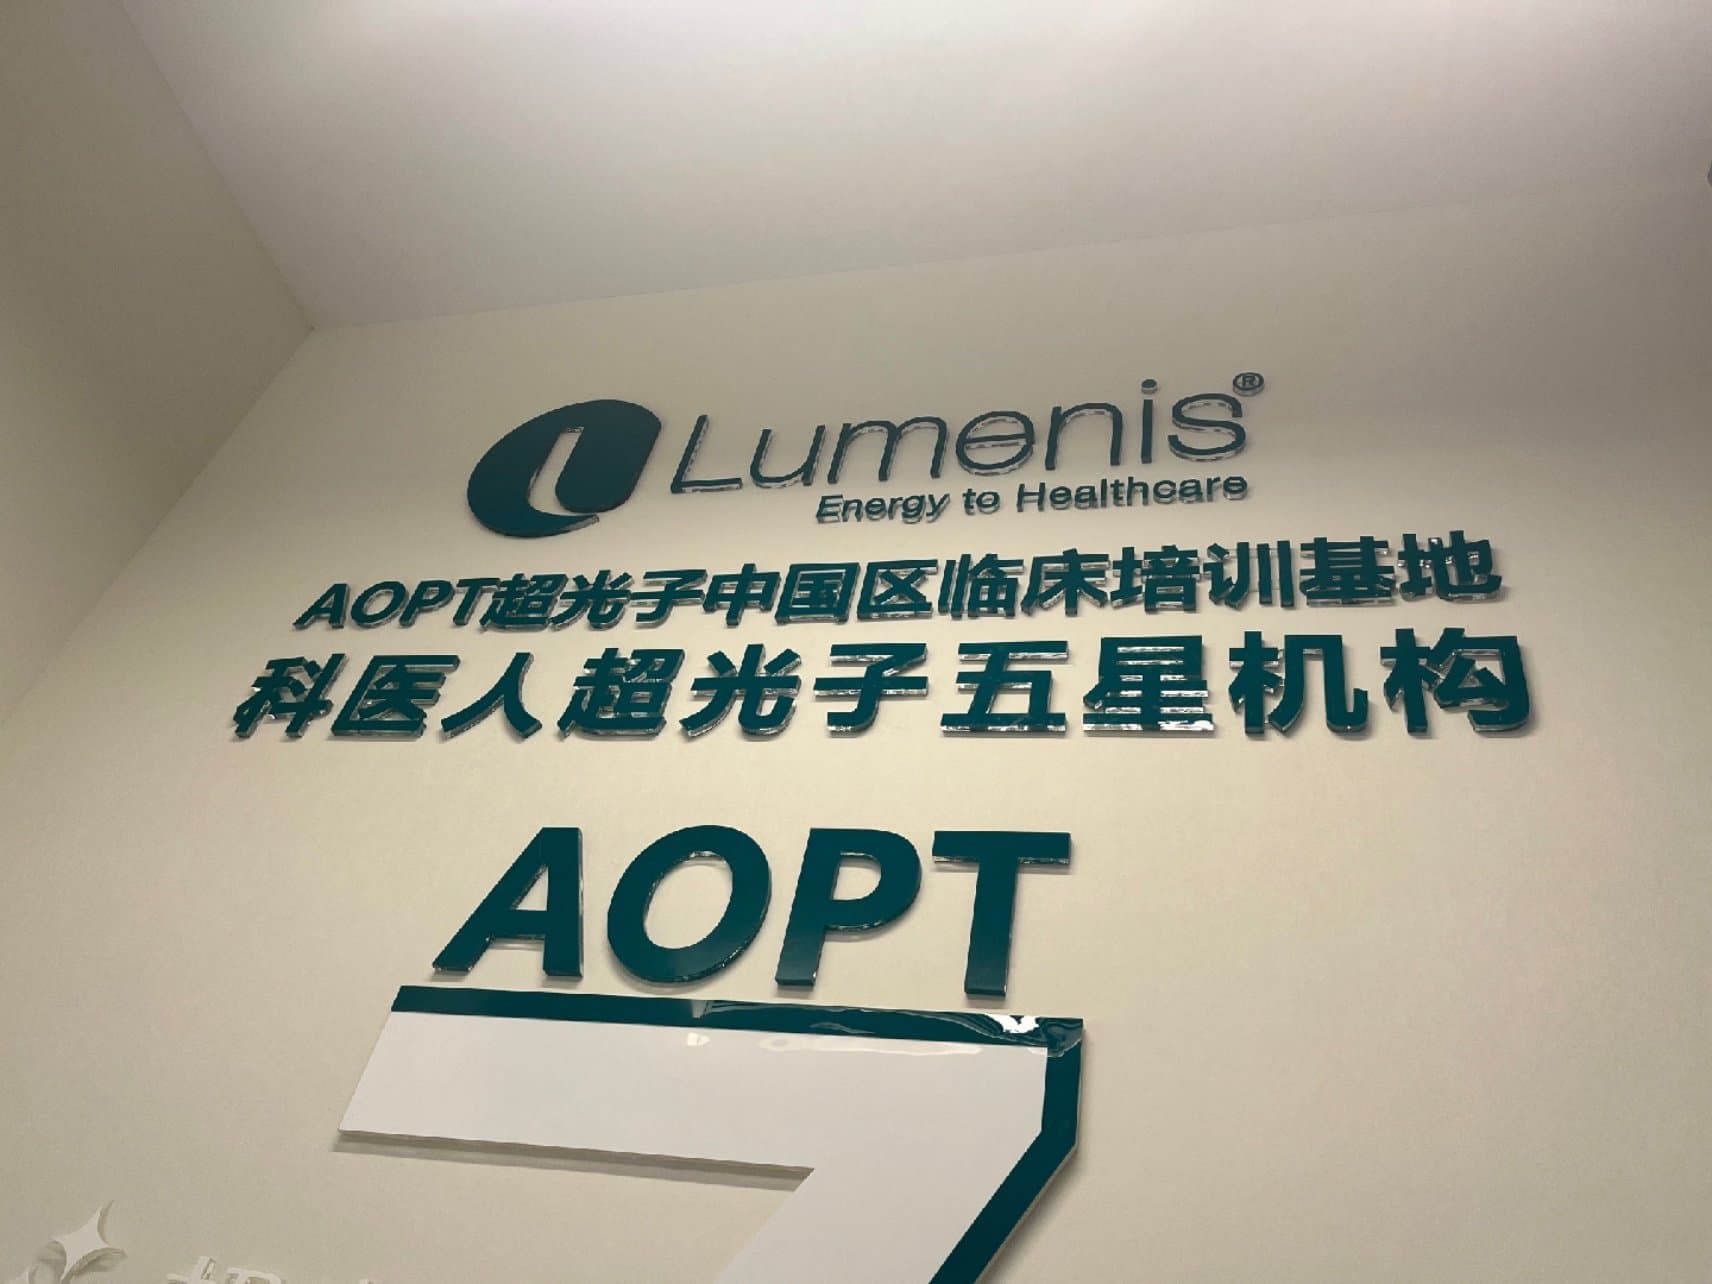 Lumenis®
Energy to Healthcare
AOPT超光子中国区临床培训基地
科医人超光子五星机构
AOPT
7